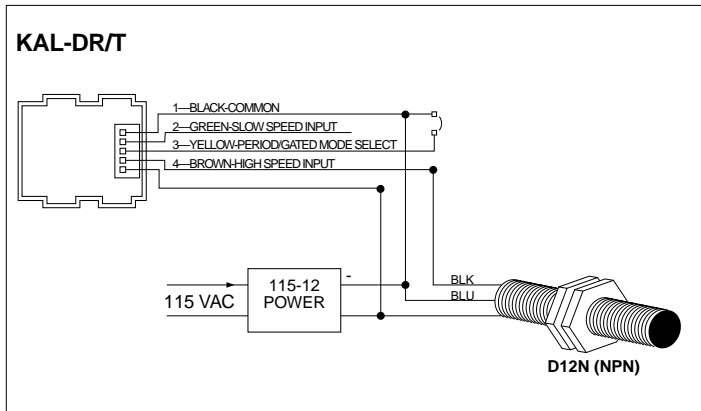 KAL-DR/T
1—BLACK-COMMON
2—GREEN-SLOW SPEED INPUT
3—YELLOW-PERIOD/GATED MODE SELECT
4—BROWN-HIGH SPEED INPUT
115 VAC
115-12
POWER
-
BLK
BLU
D12N (NPN)